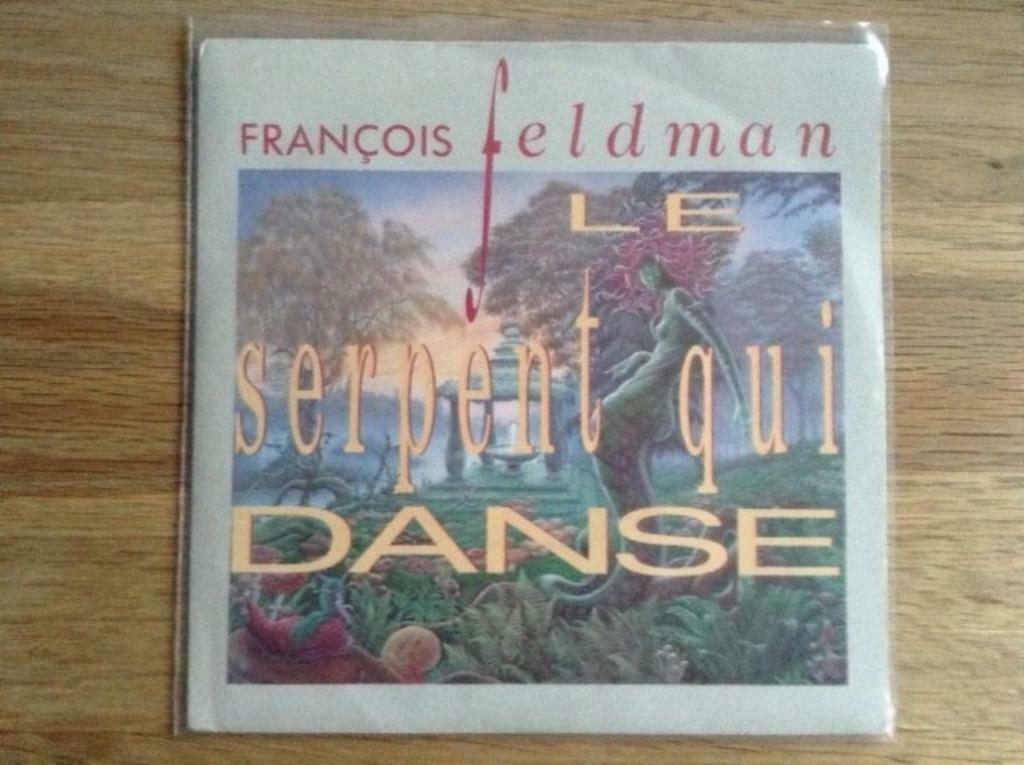 FRANÇOIS feldman
LE
serpent qui
DANSE